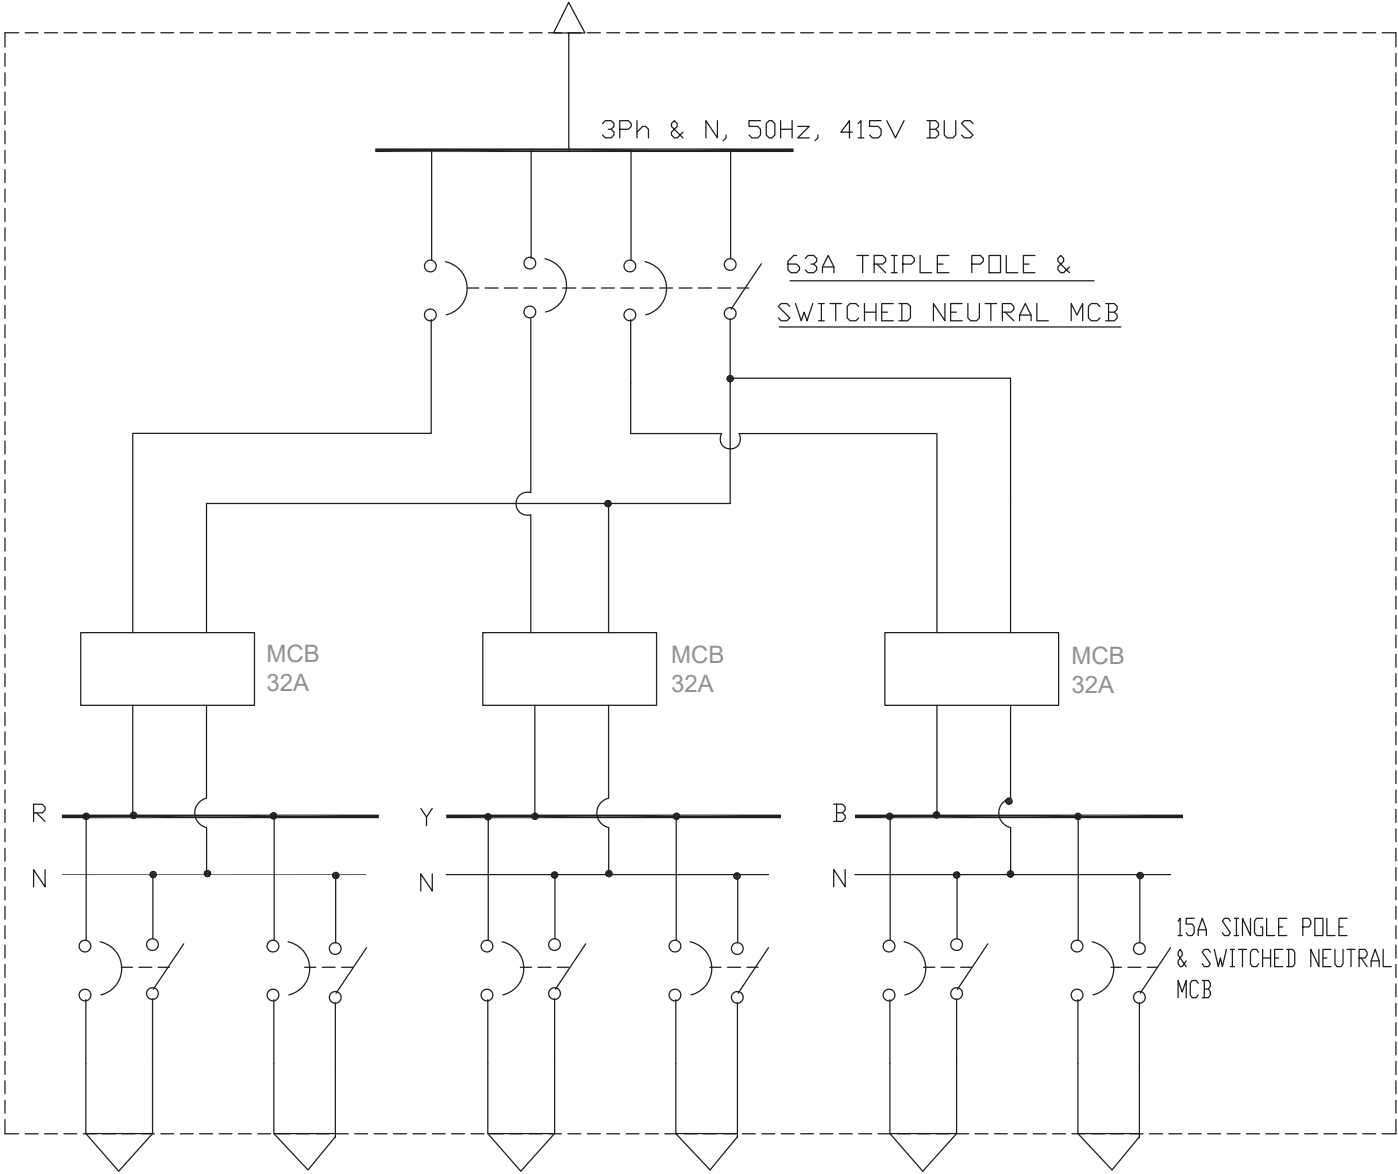 3Ph & N, 50Hz, 415V BUS
63A TRIPLE POLE &
SWITCHED NEUTRAL MCB
MCB
32A
MCB
32A
MCB
32A
R
Y
B
N
N
N
15A SINGLE POLE
& SWITCHED NEUTRAL
MCB